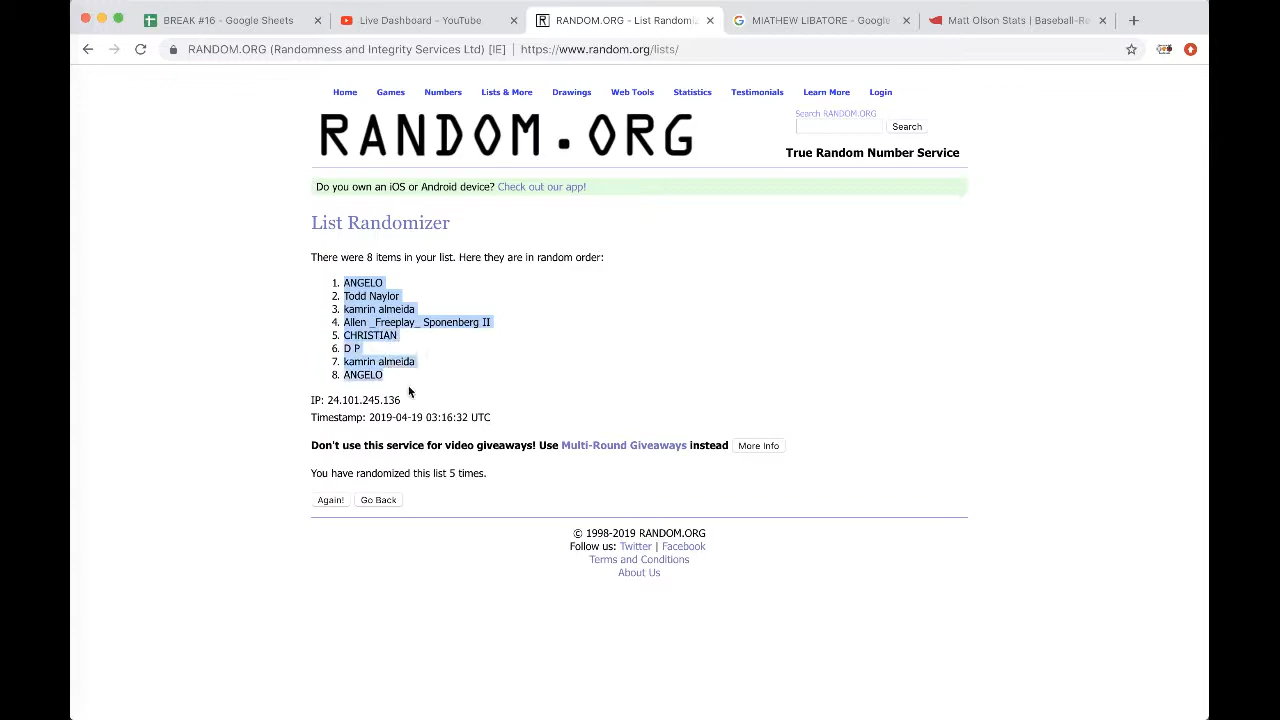 BREAK #16 - Google Sheets
Live Dashboard - YouTube
RANDOM.ORG - List Randomiz
MIATHEW LIBATORE - Google
Matt Olson Stats | Baseball-Re
RANDOM.ORG (Randomness and Integrity Services Ltd) [IE] | https://www.random.org/lists/
Home Games Numbers Lists & More Drawings Web Tools Statistics Testimonials Learn More Login
RANDOM.ORG
Search RANDOM.ORG
Search
True Random Number Service
Do you own an iOS or Android device? Check out our app!
List Randomizer
There were 8 items in your list. Here they are in random order:
1. ANGELO
2. Todd Naylor
3. kamrin almeida
4. Allen _Freeplay_ Sponenberg II
5. CHRISTIAN
6. D P
7. kamrin almeida
8. ANGELO
IP: 24.101.245.136
Timestamp: 2019-04-19 03:16:32 UTC
Don't use this service for video giveaways! Use Multi-Round Giveaways instead More Info
You have randomized this list 5 times.
Again! Go Back
© 1998-2019 RANDOM.ORG
Follow us: Twitter | Facebook
Terms and Conditions
About Us